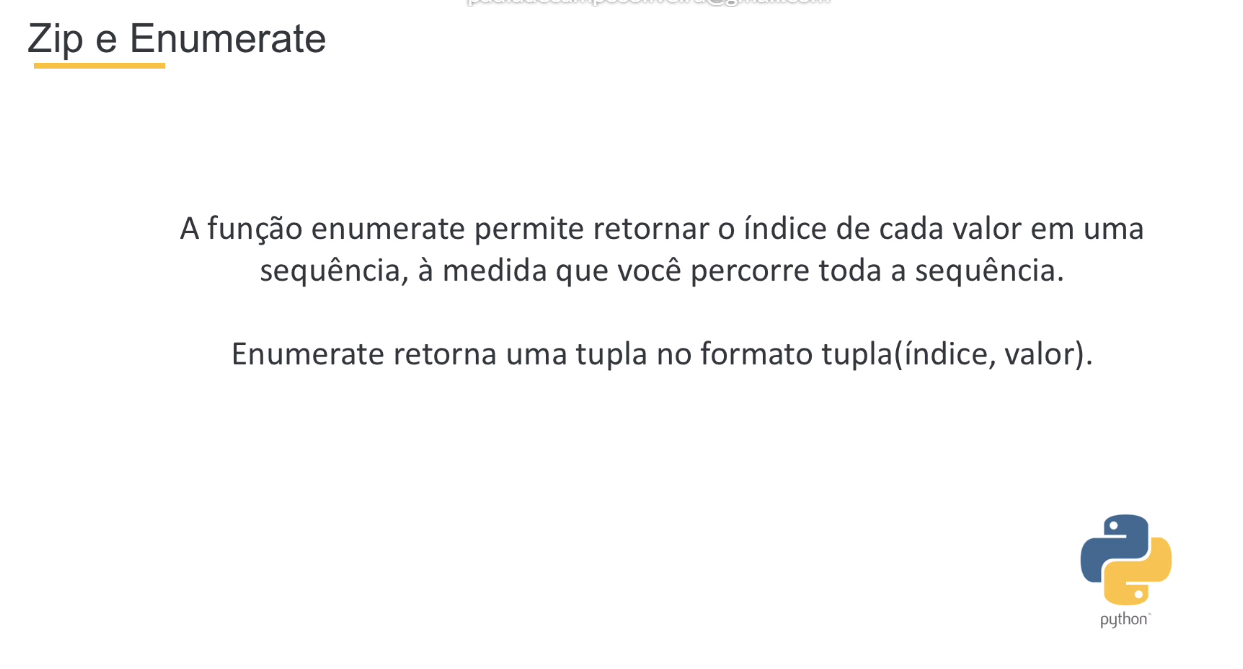 Zip e Enumerate
A função enumerate permite retornar o índice de cada valor em uma
sequência, à medida que você percorre toda a sequência.
Enumerate retorna uma tupla no formato tupla(índice, valor).
python